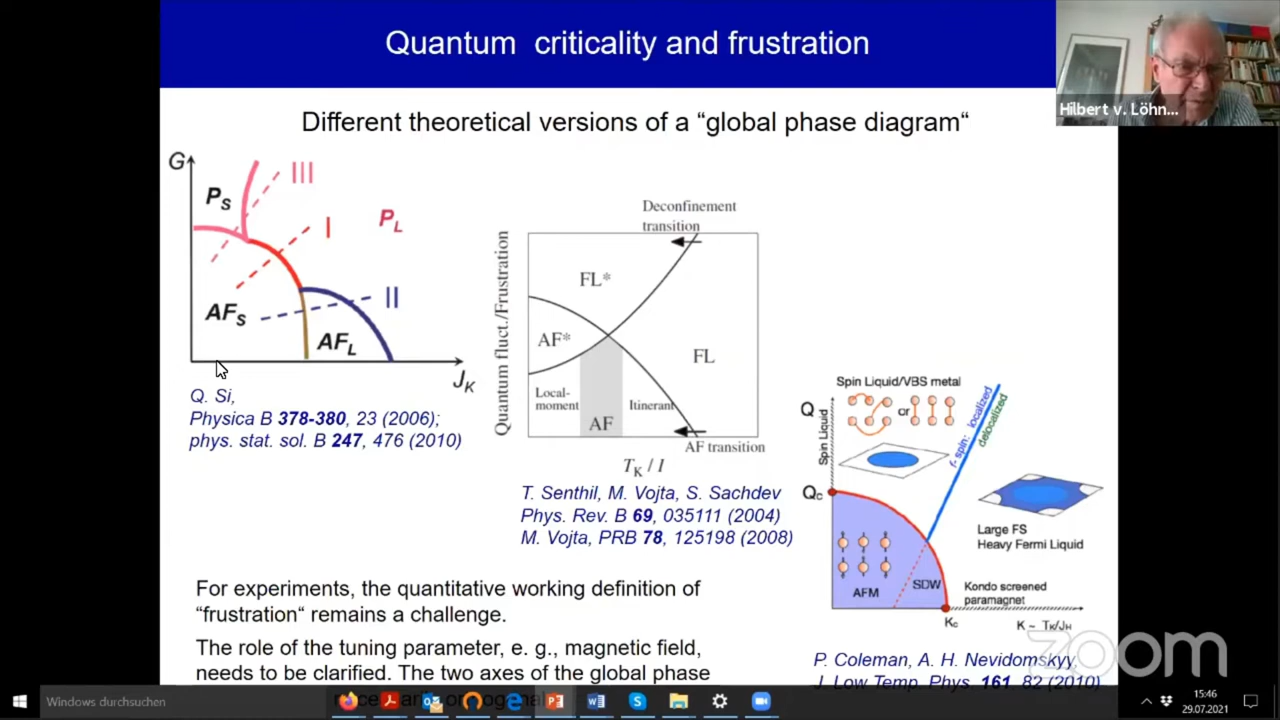 Quantum criticality and frustration
Hilbert v. Löhn...
Different theoretical versions of a “global phase diagram“
G
P_S
III
I
P_L
AF_S
II
AF_L
J_K
Q. Si,
Physica B 378-380, 23 (2006);
phys. stat. sol. B 247, 476 (2010)
Quantum fluct./Frustration
Deconfinement
transition
FL*
AF*
FL
Local-
moment
Itinerant
AF
AF transition
T_K / I
T. Senthil, M. Vojta, S. Sachdev
Phys. Rev. B 69, 035111 (2004)
M. Vojta, PRB 78, 125198 (2008)
Spin Liquid/VBS metal
Q
Spin Liquid
or
f- spin: localized
delocalized
Qc
Large FS
Heavy Fermi Liquid
AFM
SDW
Kondo screened
paramagnet
Kc
K ~ TK/JH
P. Coleman, A. H. Nevidomskyy,
J. Low Temp. Phys. 161, 82 (2010)
For experiments, the quantitative working definition of
“frustration“ remains a challenge.
The role of the tuning parameter, e. g., magnetic field,
needs to be clarified. The two axes of the global phase
zoom
Windows durchsuchen
15:46
29.07.2021